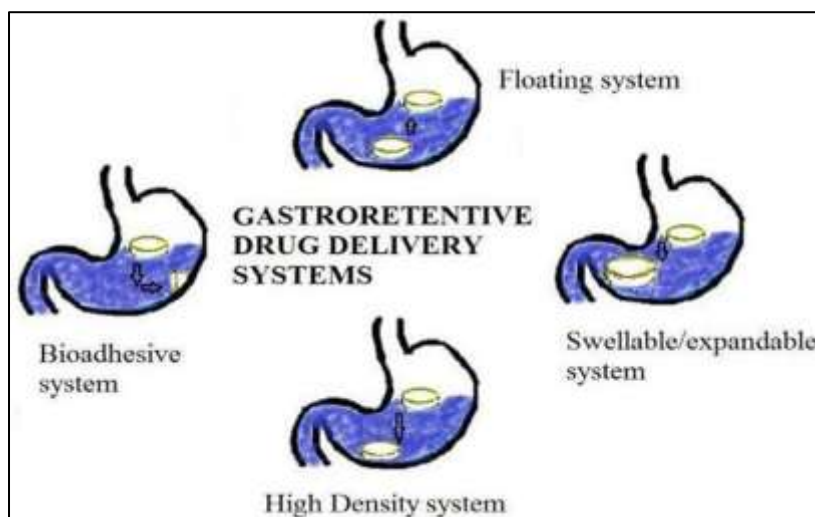 Floating system
GASTRORETENTIVE
DRUG DELIVERY
SYSTEMS
Bioadhesive
system
Swellable/expandable
system
High Density system